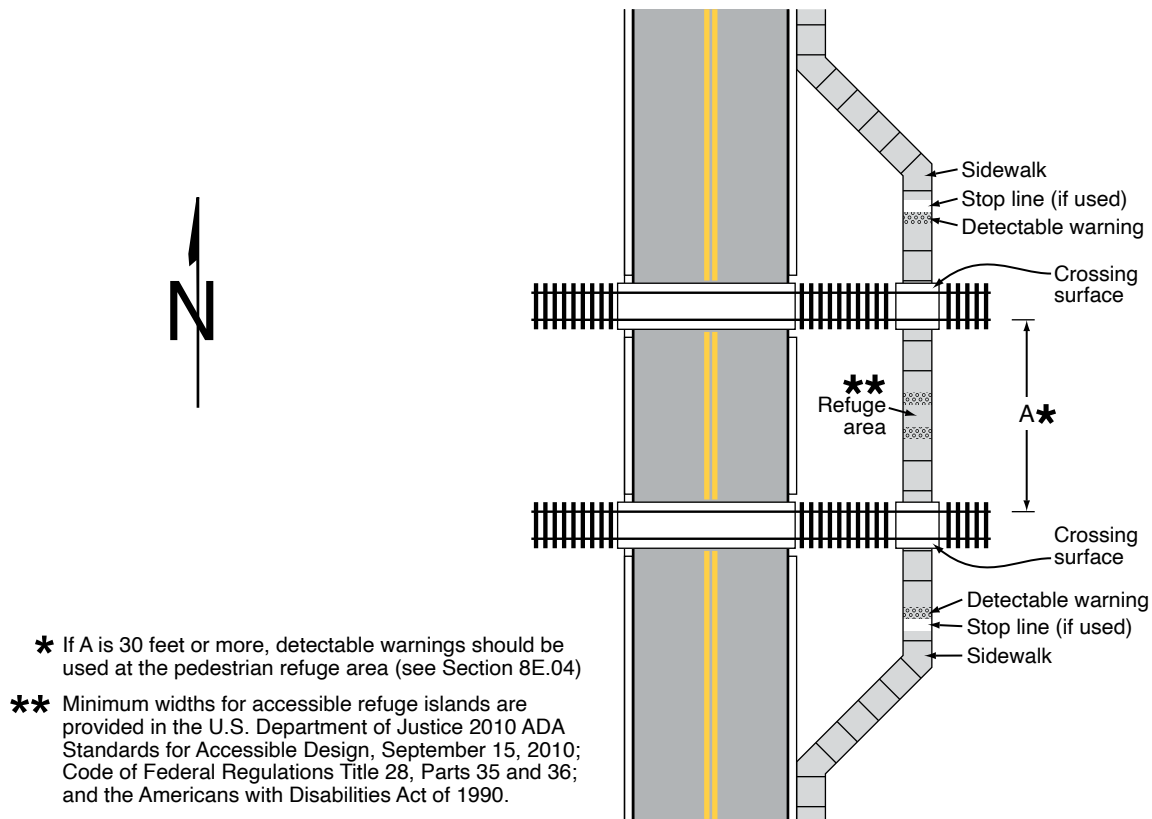 N
Sidewalk
Stop line (if used)
Detectable warning
Crossing
surface
**
Refuge
area
A*
Crossing
surface
Detectable warning
Stop line (if used)
Sidewalk
* If A is 30 feet or more, detectable warnings should be
used at the pedestrian refuge area (see Section 8E.04)
** Minimum widths for accessible refuge islands are
provided in the U.S. Department of Justice 2010 ADA
Standards for Accessible Design, September 15, 2010;
Code of Federal Regulations Title 28, Parts 35 and 36;
and the Americans with Disabilities Act of 1990.